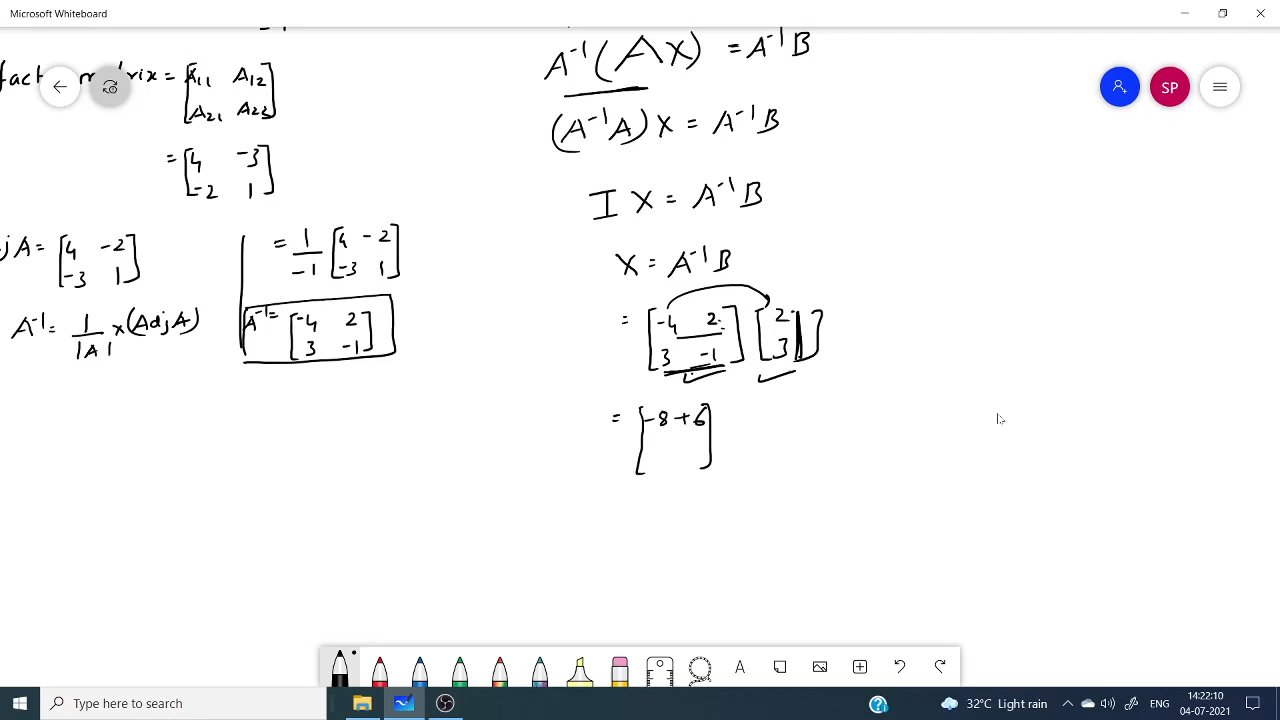 Microsoft Whiteboard
A⁻¹(AX) = A⁻¹B
matrix = [A₁₁ A₁₂
A₂₁ A₂₃]
(A⁻¹A)X = A⁻¹B
= [4 -3
-2 1]
I X = A⁻¹B
j A = [4 -2
-3 1]
= 1/-1 [4 -2
-3 1]
X = A⁻¹B
A⁻¹ = 1/|A| x (Adj A)
A⁻¹ = [-4 2
3 -1]
= [-4 2
3 -1] [2
3]
= [-8+6]
SP
A
Type here to search
32°C Light rain
ENG
14:22:10
04-07-2021